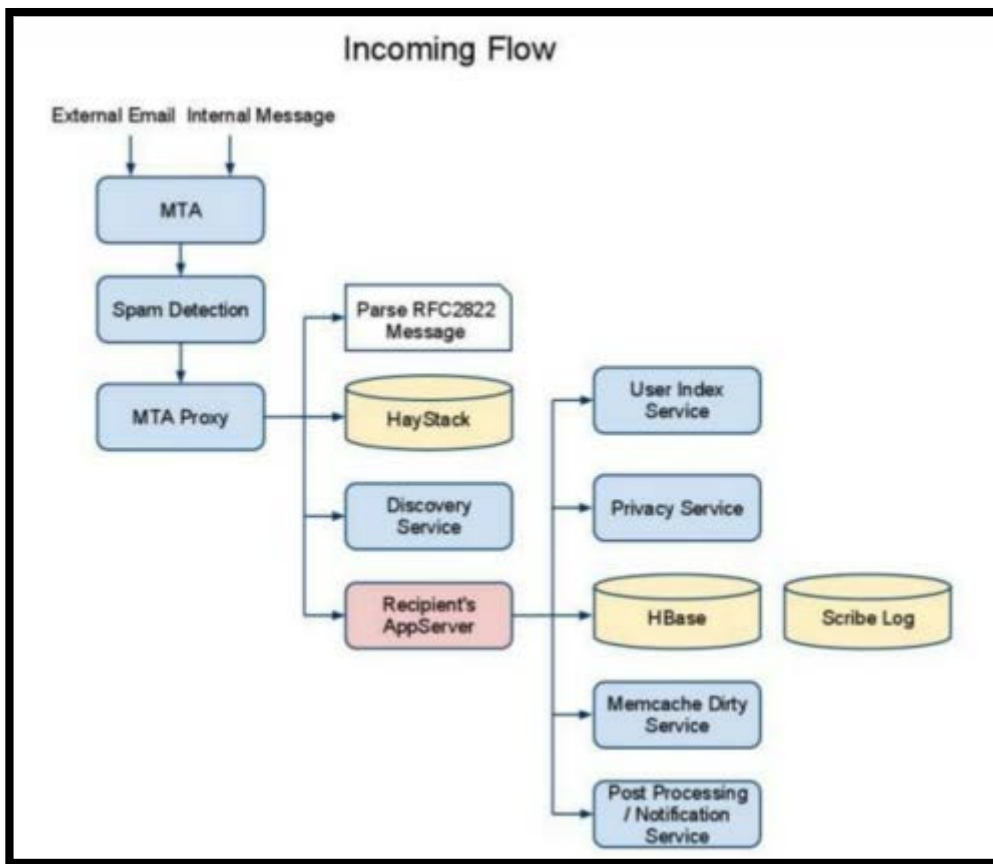 Incoming Flow
External Email Internal Message
MTA
Spam Detection
MTA Proxy
Parse RFC2822
Message
HayStack
Discovery
Service
Recipient's
AppServer
User Index
Service
Privacy Service
HBase
Scribe Log
Memcache Dirty
Service
Post Processing
/ Notification
Service